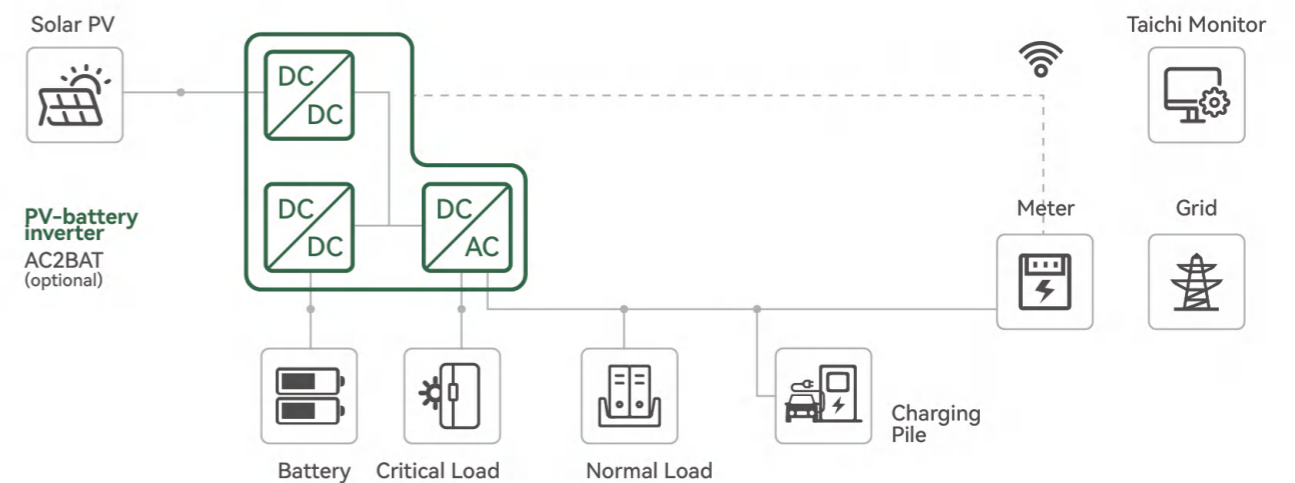 Solar PV
Taichi Monitor
DC
DC
PV-battery
inverter
AC2BAT
(optional)
DC
DC
DC
AC
Meter
Grid
Charging
Pile
Battery
Critical Load
Normal Load